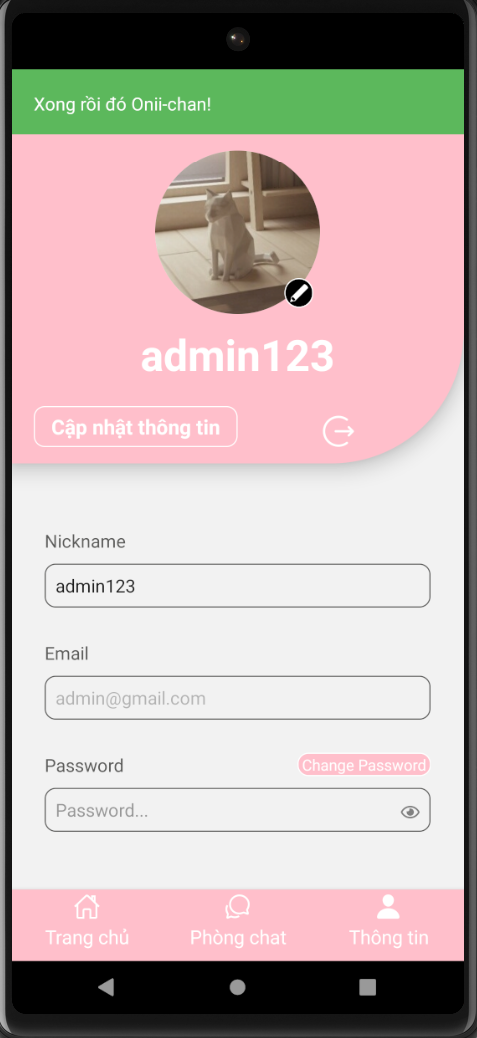 Xong rồi đó Onii-chan!
admin123
Cập nhật thông tin
Nickname
admin123
Email
admin@gmail.com
Password
Change Password
Password...
Trang chủ
Phòng chat
Thông tin